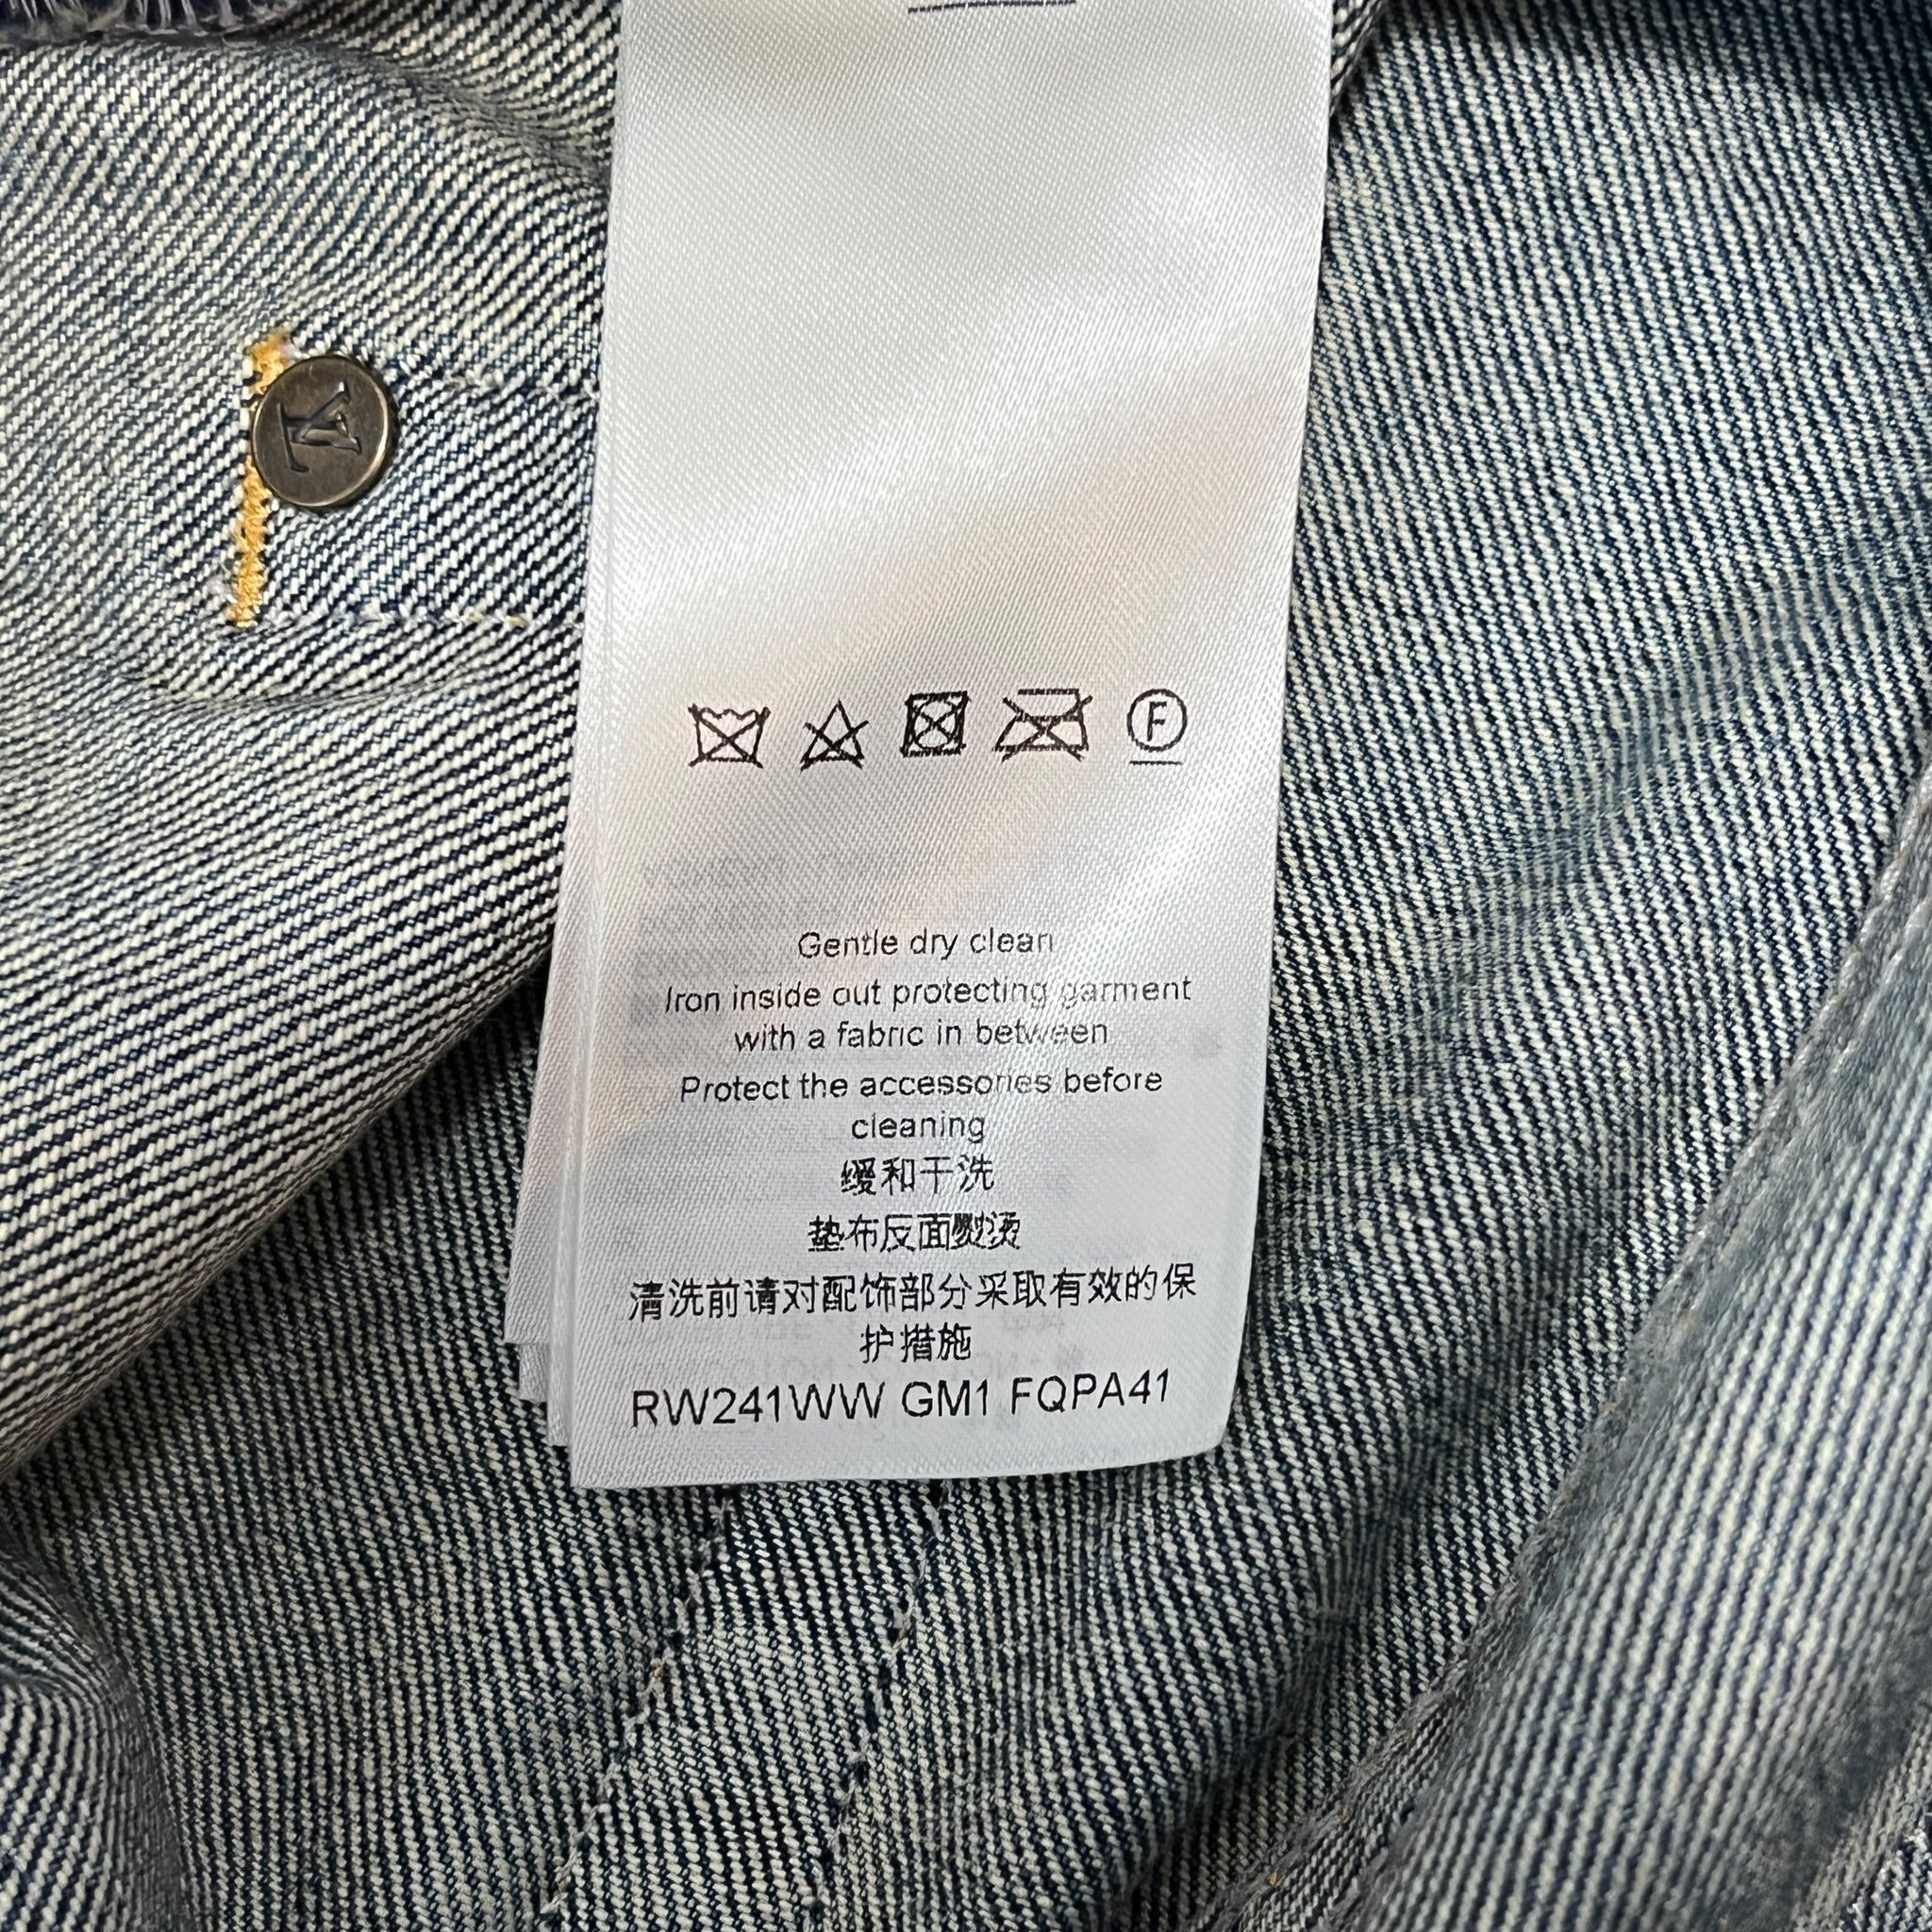 F
Gentle dry clean
Iron inside out protecting garment
with a fabric in between
Protect the accessories before
cleaning
缓和干洗
垫布反面熨烫
清洗前请对配饰部分采取有效的保
护措施
RW241WW GM1 FQPA41
LV